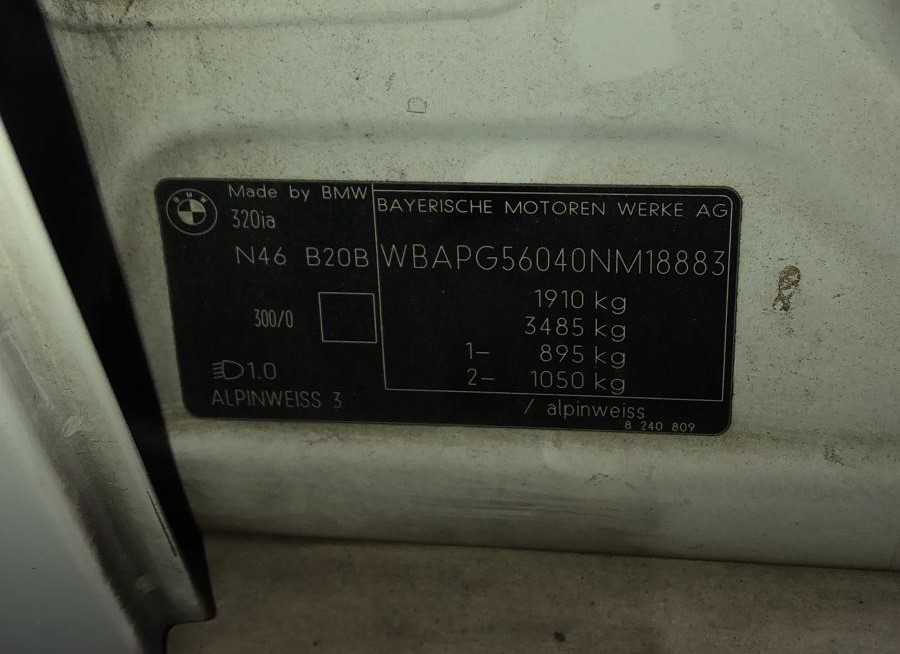 BMW
Made by BMW
320ia
N46 B20B
300/0
1.0
ALPINWEISS 3
BAYERISCHE MOTOREN WERKE AG
WBAPG56040NM18883
1910 kg
3485 kg
1– 895 kg
2– 1050 kg
/ alpinweiss
8 240 809